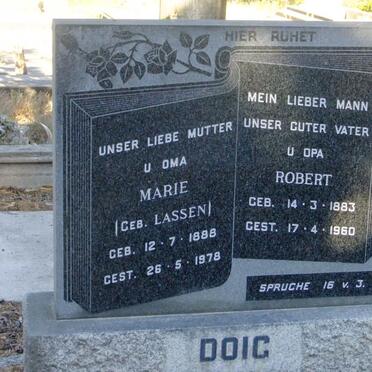 HIER RUHET
UNSER LIEBE MUTTER
U OMA
MARIE
(GEB. LASSEN)
GEB. 12·7·1888
GEST. 26·5·1978
MEIN LIEBER MANN
UNSER GUTER VATER
U OPA
ROBERT
GEB. 14·3·1883
GEST. 17·4·1960
SPRUCHE 16 V. 3.
DOIG